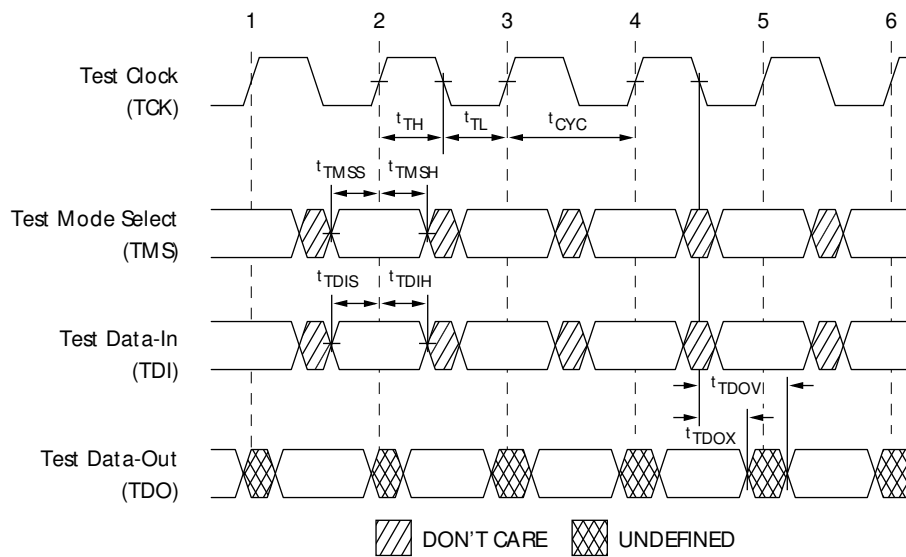 1 2 3 4 5 6
Test Clock
(TCK)
tTH tTL tCYC
tTMSS tTMSH
Test Mode Select
(TMS)
tTDIS tTDIH
Test Data-In
(TDI)
tTDOV
tTDOX
Test Data-Out
(TDO)
DON'T CARE UNDEFINED